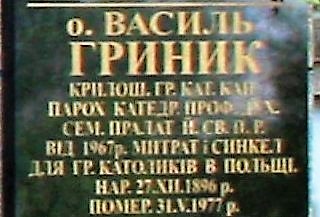 о. ВАСИЛЬ
ГРИНИК
КРИЛОШ. ГР. КАТ. КАП.
ПАРОХ КАТЕДР. ПРОФ. ДУХ.
СЕМ. ПРАЛАТ Й. СВ. П. Р.
ВІД 1967р. МИТРАТ і СИНКЕЛ
ДЛЯ ГР. КАТОЛИКІВ В ПОЛЬЩІ.
НАР. 27.XII.1896 р.
ПОМЕР. 31.V.1977 р.